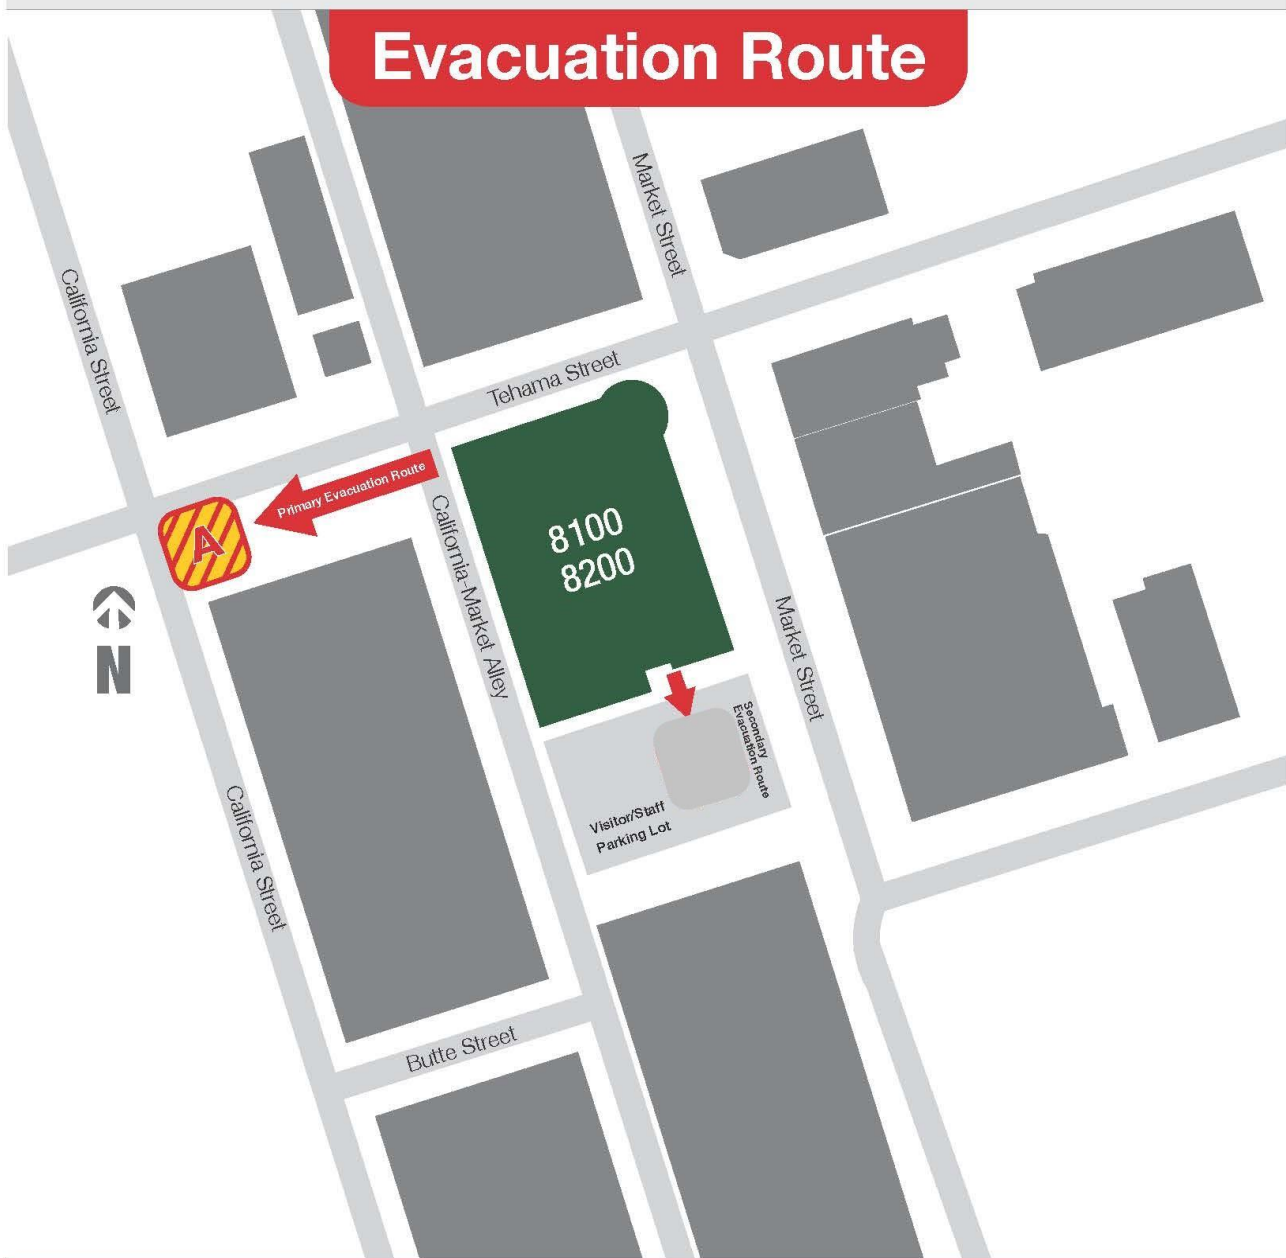 Evacuation Route
Market Street
California Street
Tehama Street
Primary Evacuation Route
A
California-Market Alley
8100
8200
N
Market Street
Secondary
Evacuation Route
Visitor/Staff
Parking Lot
California Street
Butte Street